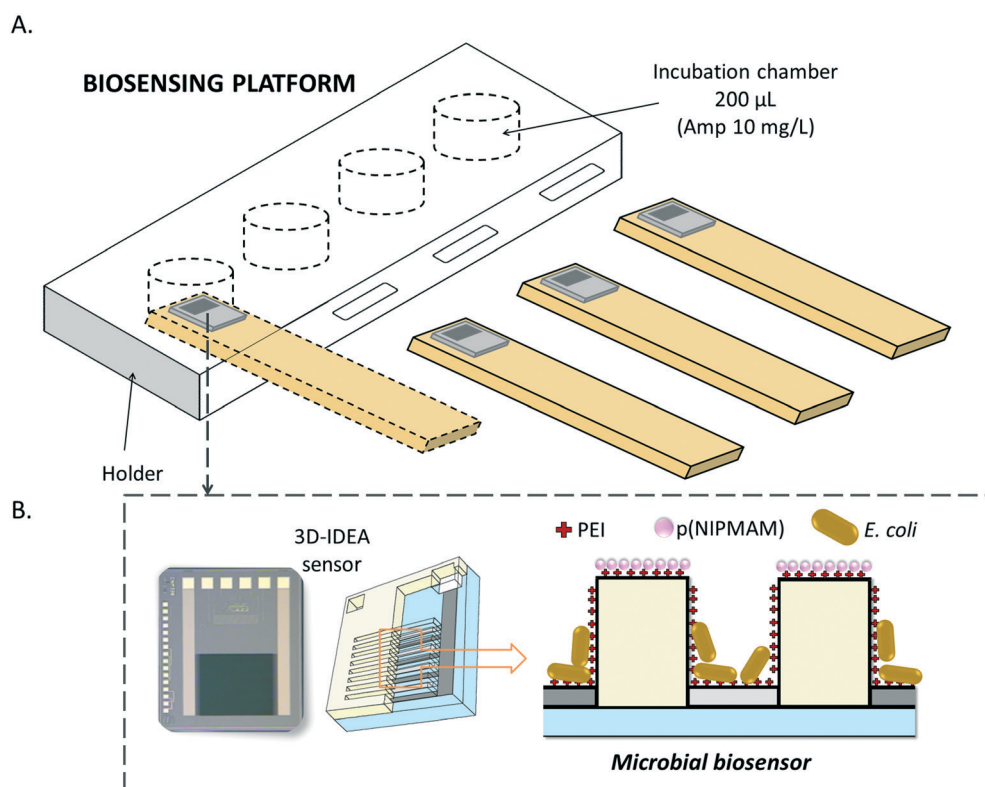 A.
BIOSENSING PLATFORM
Incubation chamber
200 µL
(Amp 10 mg/L)
Holder
B.
3D-IDEA
sensor
PEI
p(NIPMAM)
E. coli
Microbial biosensor